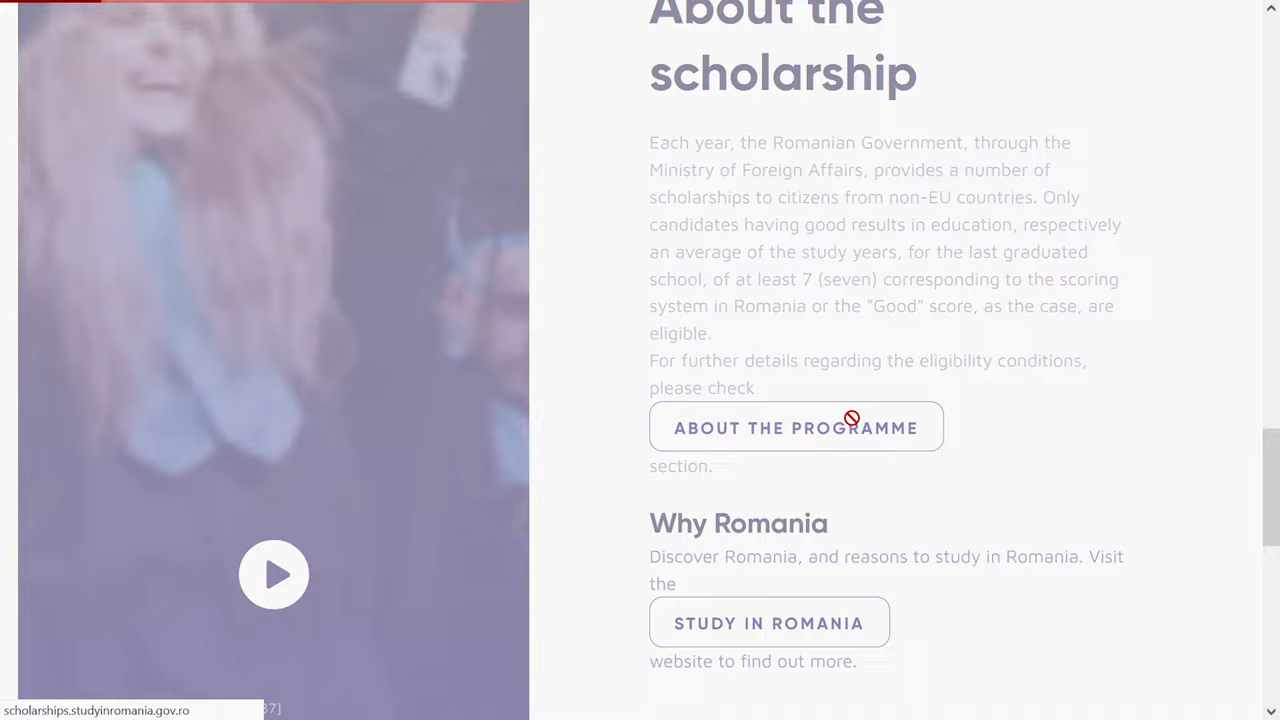 About the
scholarship
Each year, the Romanian Government, through the
Ministry of Foreign Affairs, provides a number of
scholarships to citizens from non-EU countries. Only
candidates having good results in education, respectively
an average of the study years, for the last graduated
school, of at least 7 (seven) corresponding to the scoring
system in Romania or the "Good" score, as the case, are
eligible.
For further details regarding the eligibility conditions,
please check
ABOUT THE PROGRAMME
section.
Why Romania
Discover Romania, and reasons to study in Romania. Visit
the
STUDY IN ROMANIA
website to find out more.
scholarships.studyinromania.gov.ro